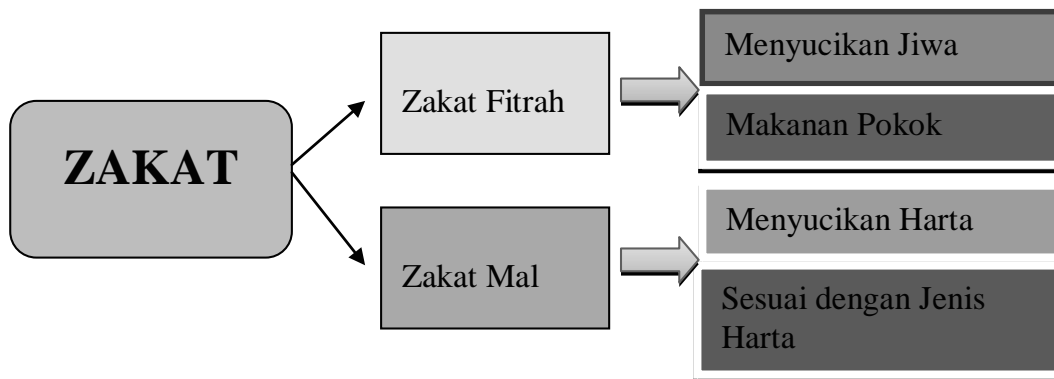 ZAKAT
Zakat Fitrah
Menyucikan Jiwa
Makanan Pokok
Zakat Mal
Menyucikan Harta
Sesuai dengan Jenis
Harta